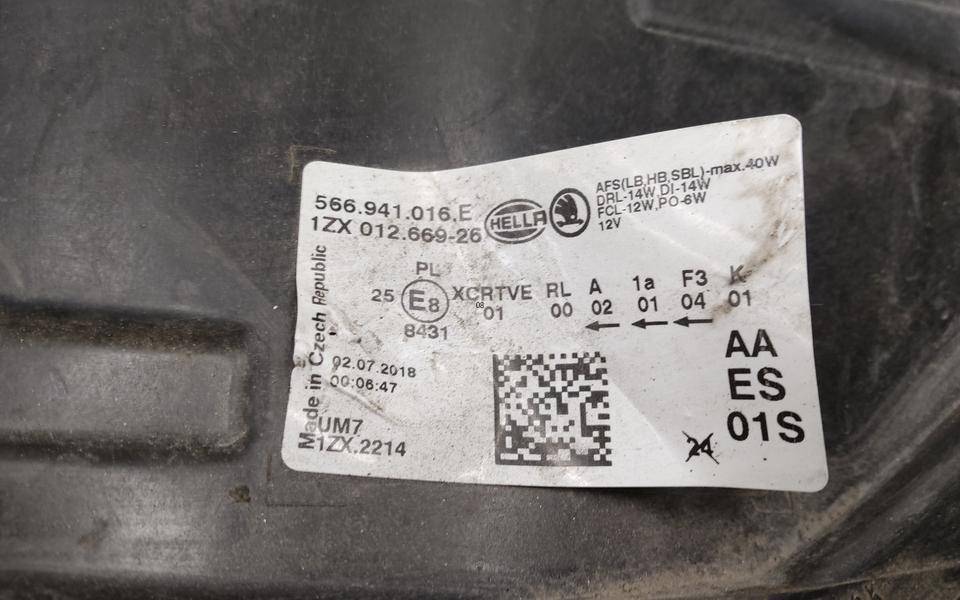 566.941.016.E
1ZX 012.669-26
HELLA
AFS(LB,HB,SBL)-max.40W
DRL-14W,DI-14W
FCL-12W,PO-6W
12V
PL
25 E8 XCRTVE RL A 1a F3 K
08 01 00 02 01 04 01
8431
Made in Czech Republic
02.07.2018
00:06:47
UM7
1ZX.2214
AA
ES
01S
24